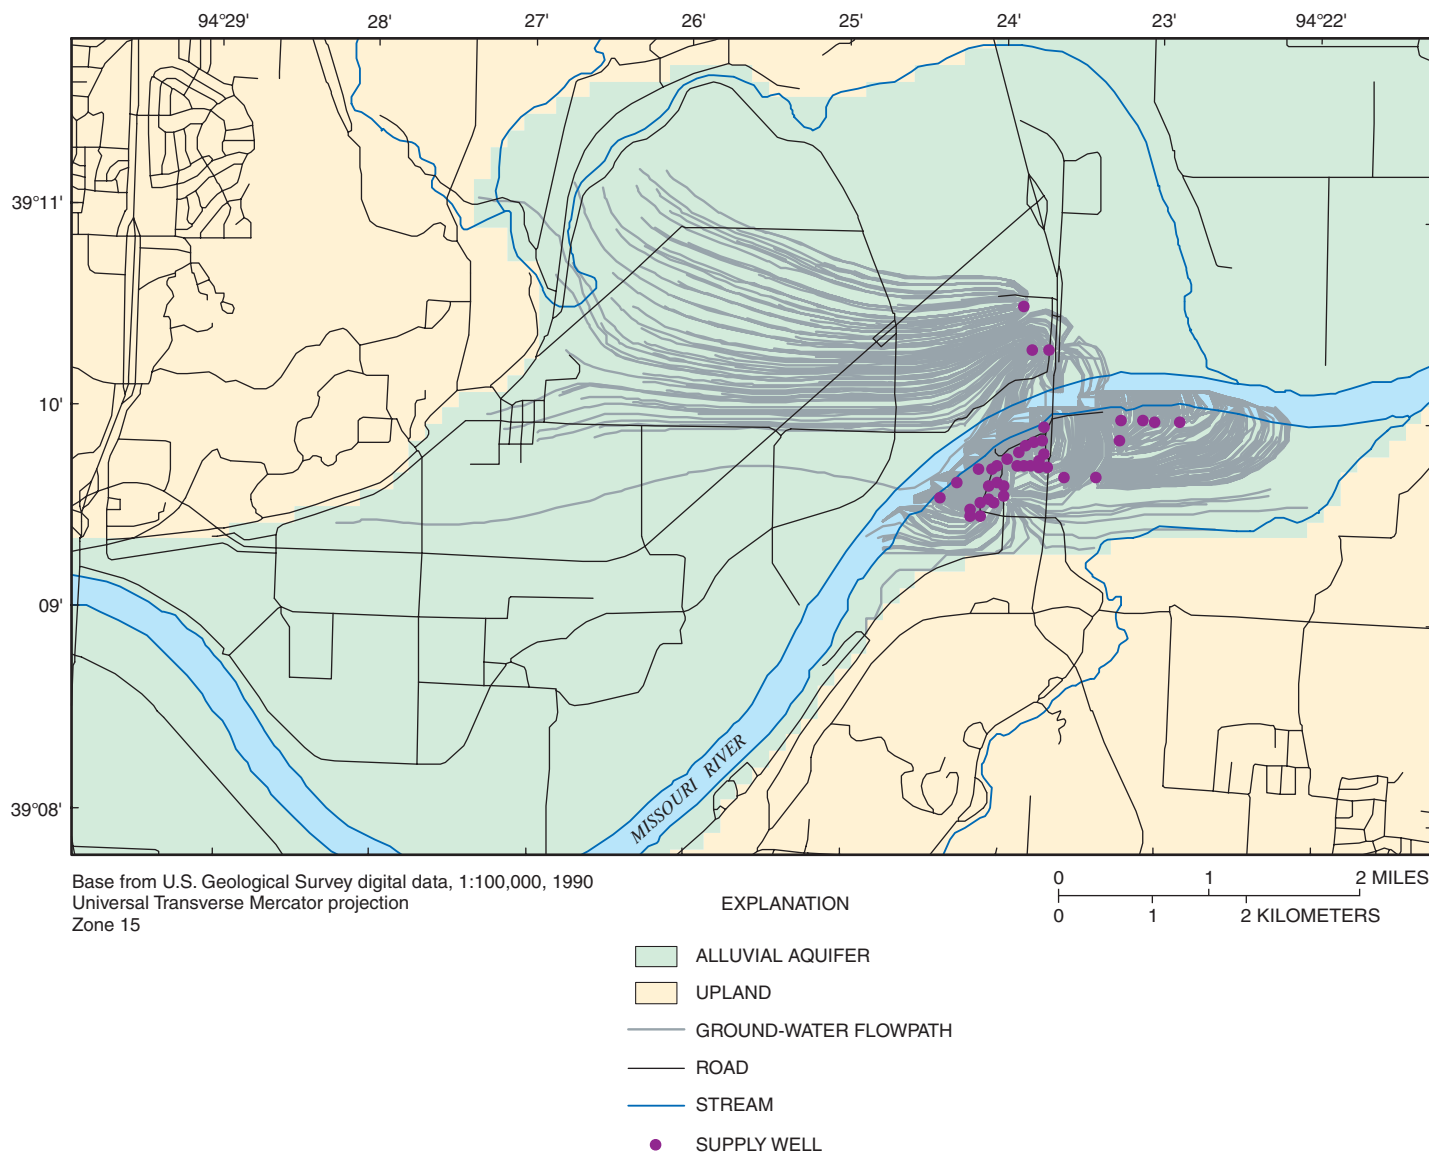 94°29' 28' 27' 26' 25' 24' 23' 94°22'
39°11'
10'
09'
39°08'
MISSOURI RIVER
Base from U.S. Geological Survey digital data, 1:100,000, 1990
Universal Transverse Mercator projection
Zone 15
EXPLANATION
0 1 2 MILES
0 1 2 KILOMETERS
ALLUVIAL AQUIFER
UPLAND
GROUND-WATER FLOWPATH
ROAD
STREAM
SUPPLY WELL